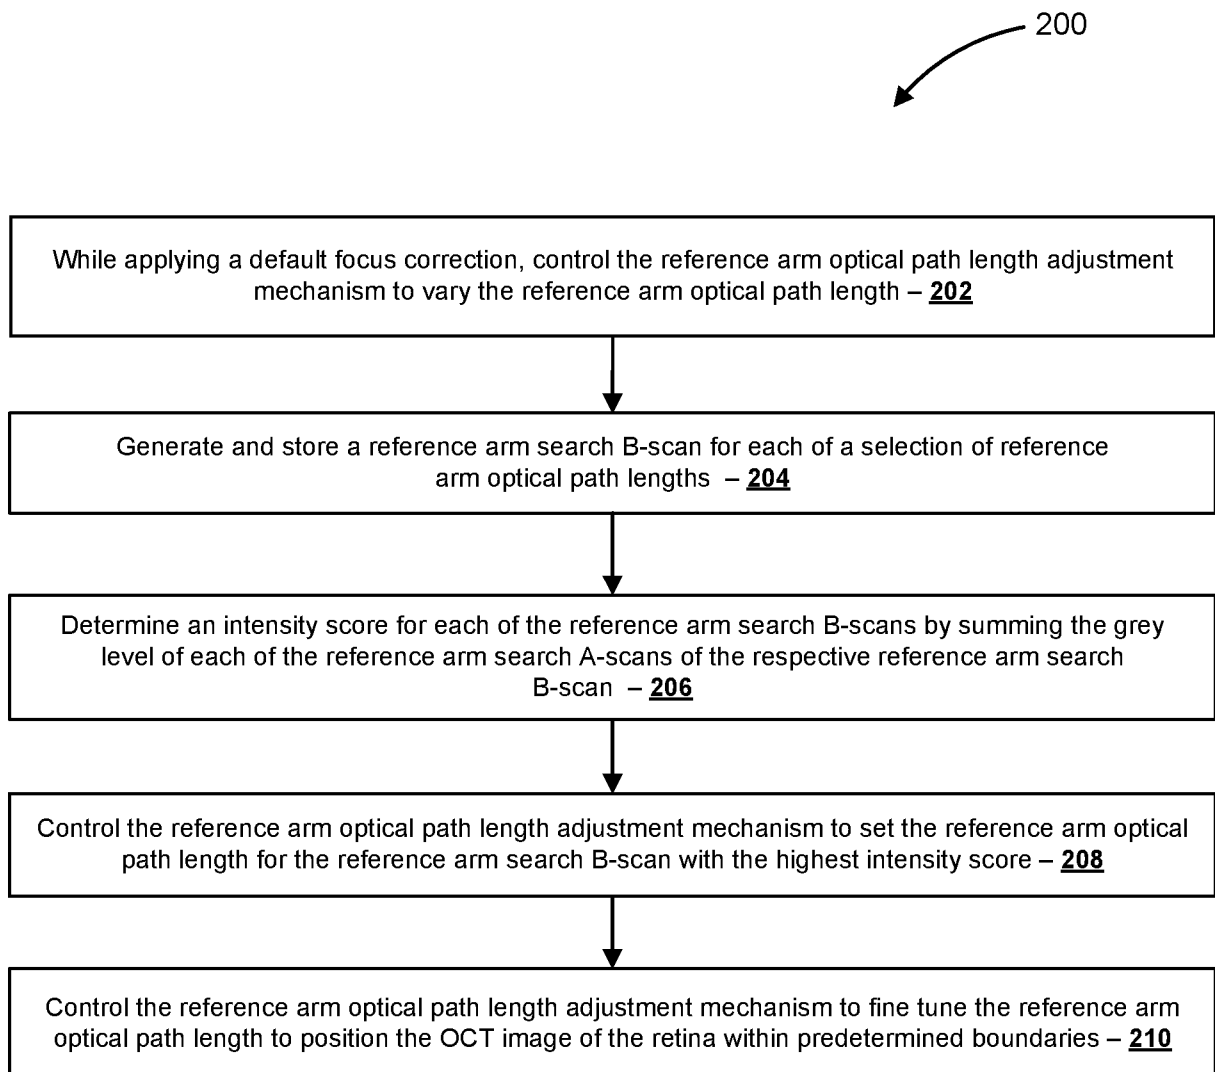 200
While applying a default focus correction, control the reference arm optical path length adjustment
mechanism to vary the reference arm optical path length – 202
Generate and store a reference arm search B-scan for each of a selection of reference
arm optical path lengths – 204
Determine an intensity score for each of the reference arm search B-scans by summing the grey
level of each of the reference arm search A-scans of the respective reference arm search
B-scan – 206
Control the reference arm optical path length adjustment mechanism to set the reference arm optical
path length for the reference arm search B-scan with the highest intensity score – 208
Control the reference arm optical path length adjustment mechanism to fine tune the reference arm
optical path length to position the OCT image of the retina within predetermined boundaries – 210